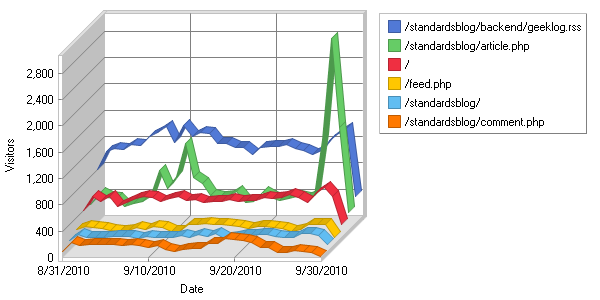 Visitors
2,800
2,400
2,000
1,600
1,200
800
400
0
8/31/2010 9/10/2010 9/20/2010 9/30/2010
Date
/standardsblog/backend/geeklog.rss
/standardsblog/article.php
/
/feed.php
/standardsblog/
/standardsblog/comment.php